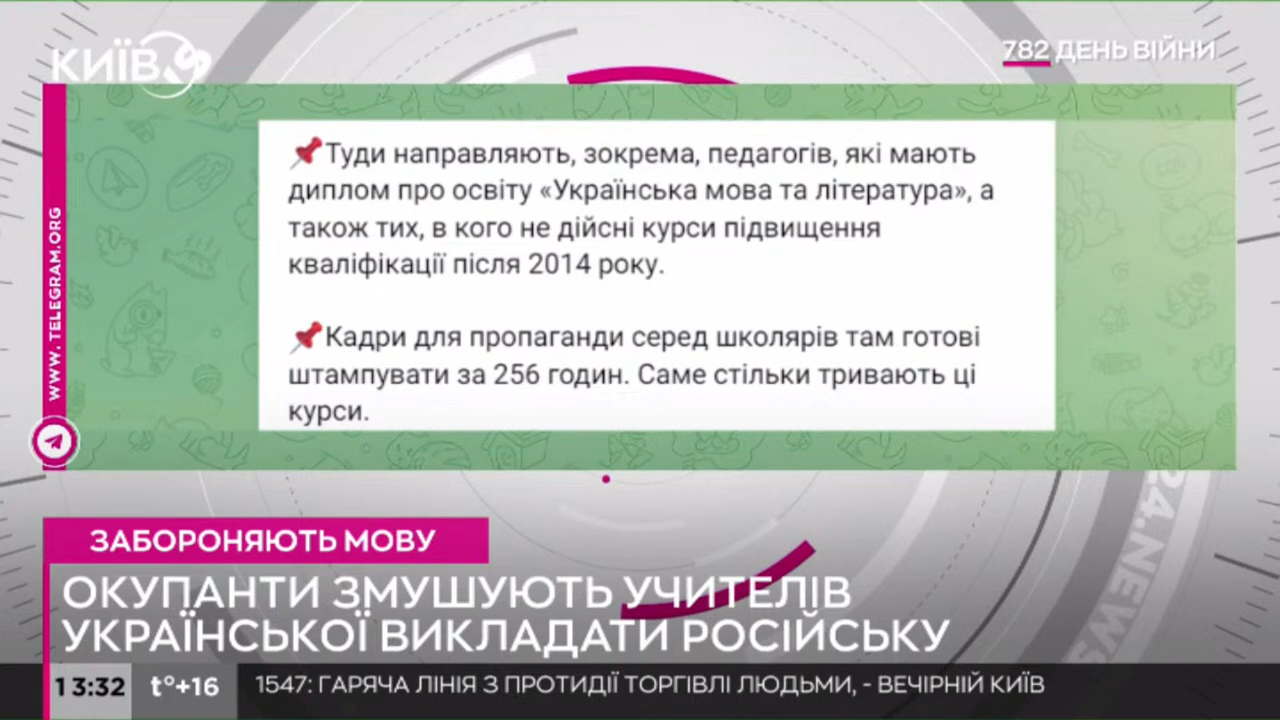 КИЇВ
782 ДЕНЬ ВІЙНИ
📌Туди направляють, зокрема, педагогів, які мають
диплом про освіту «Українська мова та література», а
також тих, в кого не дійсні курси підвищення
кваліфікації після 2014 року.
📌Кадри для пропаганди серед школярів там готові
штампувати за 256 годин. Саме стільки тривають ці
курси.
WWW. TELEGRAM.ORG
24.NEWS
ЗАБОРОНЯЮТЬ МОВУ
ОКУПАНТИ ЗМУШУЮТЬ УЧИТЕЛІВ
УКРАЇНСЬКОЇ ВИКЛАДАТИ РОСІЙСЬКУ
13:32 t°+16 1547: ГАРЯЧА ЛІНІЯ З ПРОТИДІЇ ТОРГІВЛІ ЛЮДЬМИ, - ВЕЧІРНІЙ КИЇВ